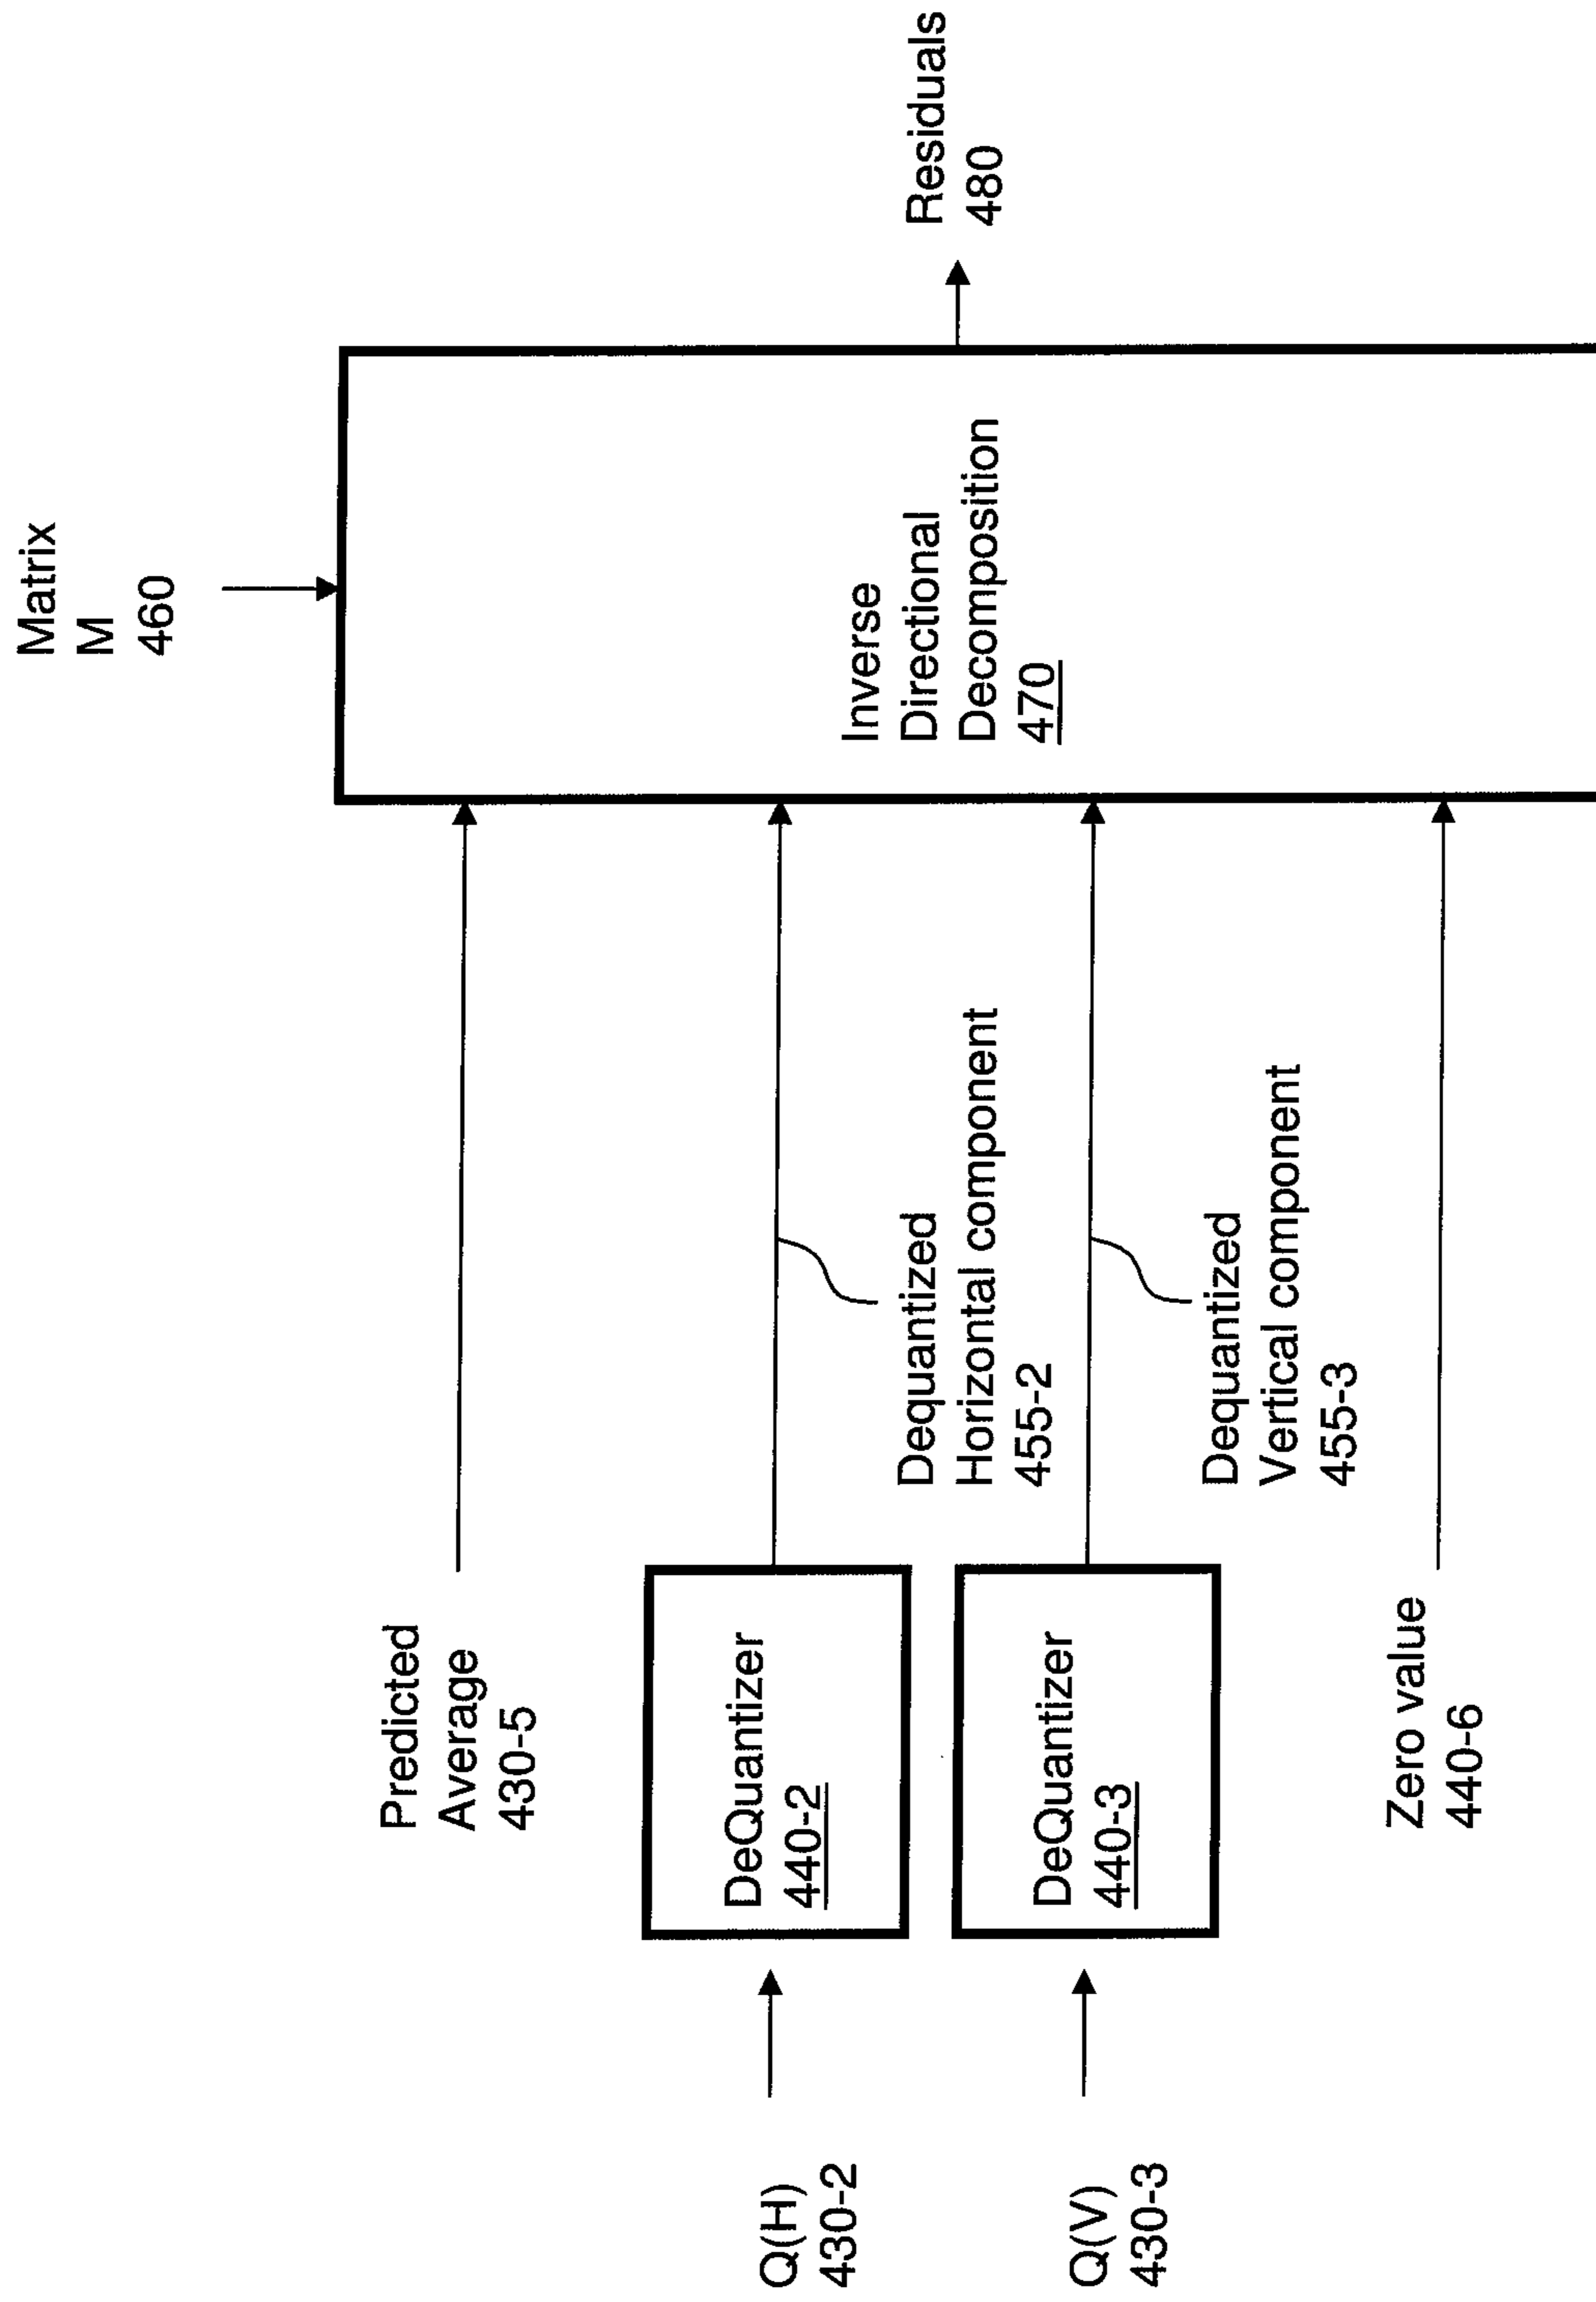 Matrix
M
460
Predicted
Average
430-5
Q(H)
430-2
DeQuantizer
440-2
Dequantized
Horizontal component
455-2
Inverse
Directional
Decomposition
470
Residuals
480
Q(V)
430-3
DeQuantizer
440-3
Dequantized
Vertical component
455-3
Zero value
440-6